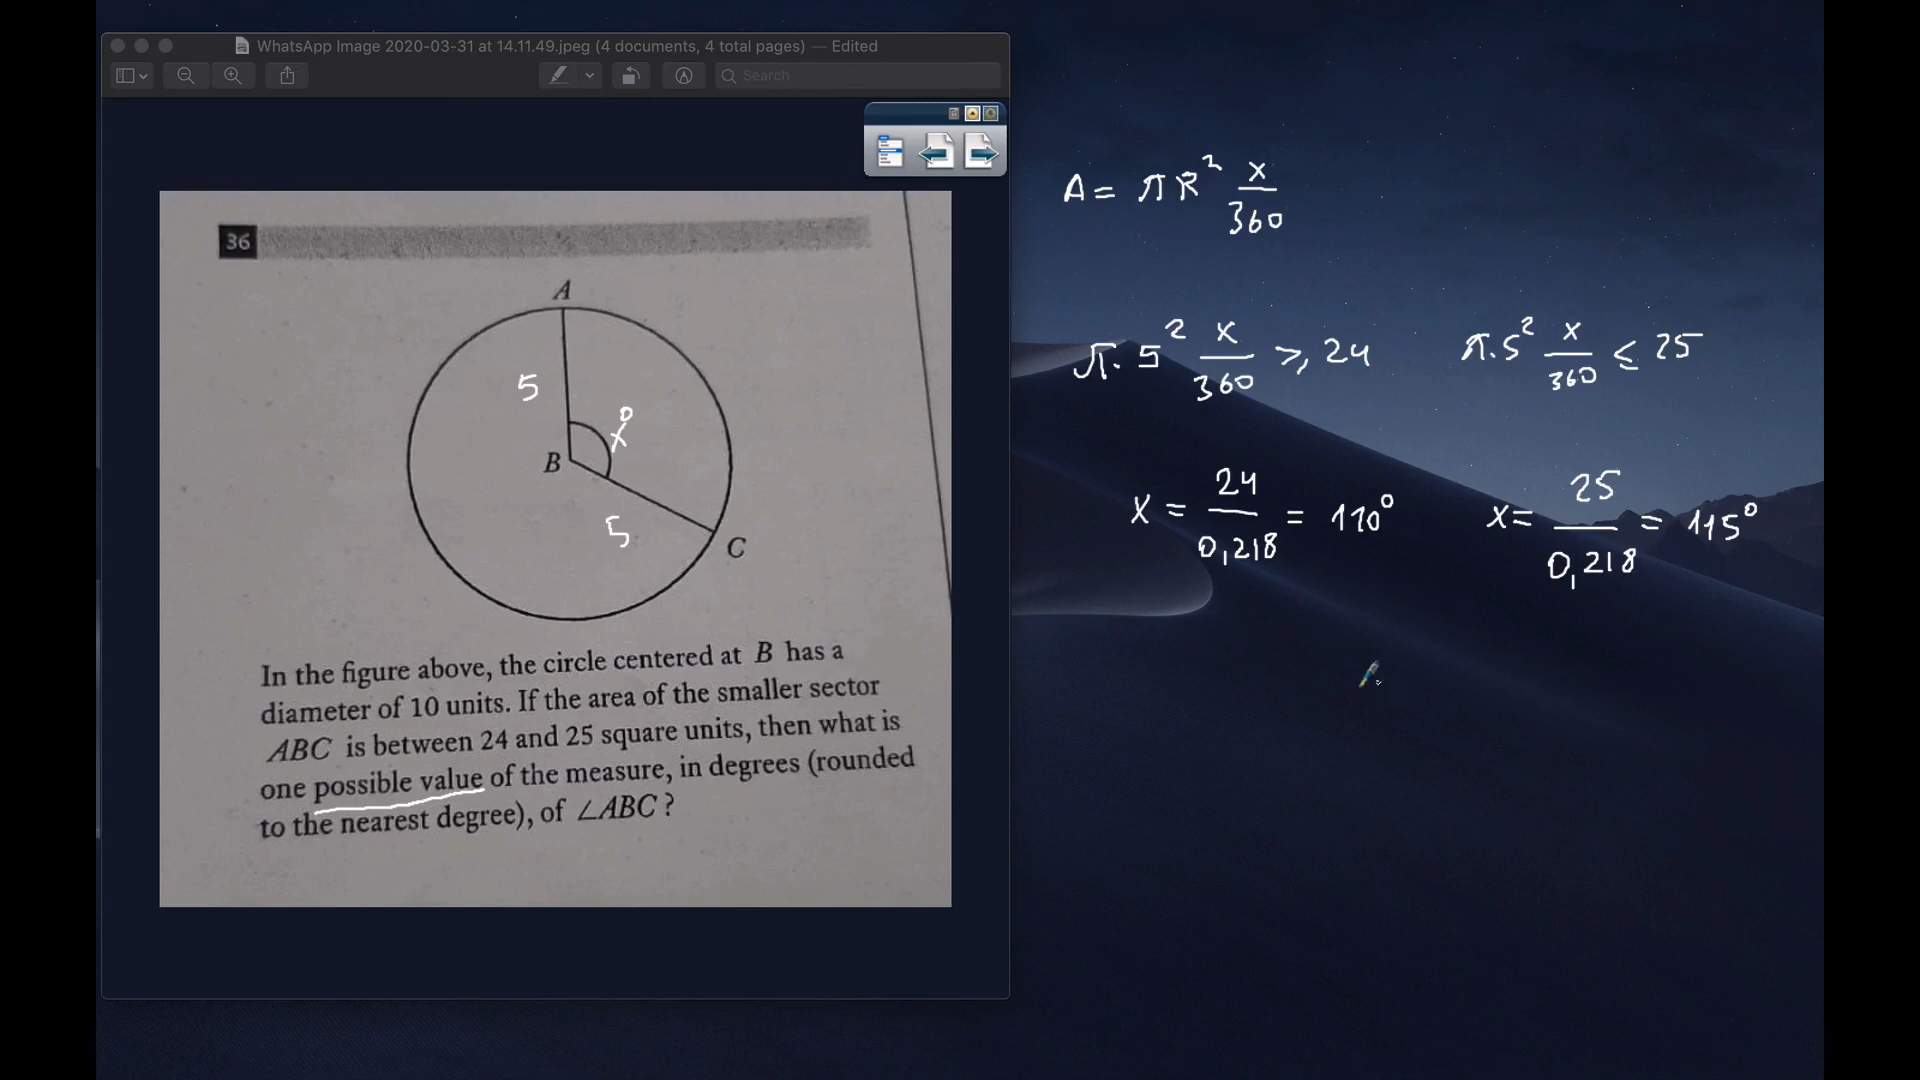 WhatsApp Image 2020-03-31 at 14.11.49.jpeg (4 documents, 4 total pages) — Edited
Search
36
A
5
x°
B
5
C
In the figure above, the circle centered at B has a
diameter of 10 units. If the area of the smaller sector
ABC is between 24 and 25 square units, then what is
one possible value of the measure, in degrees (rounded
to the nearest degree), of ∠ABC?
A = πR² x/360
π·5² x/360 ≥ 24
π·5² x/360 ≤ 25
x = 24/0,218 = 110°
x = 25/0,218 = 115°